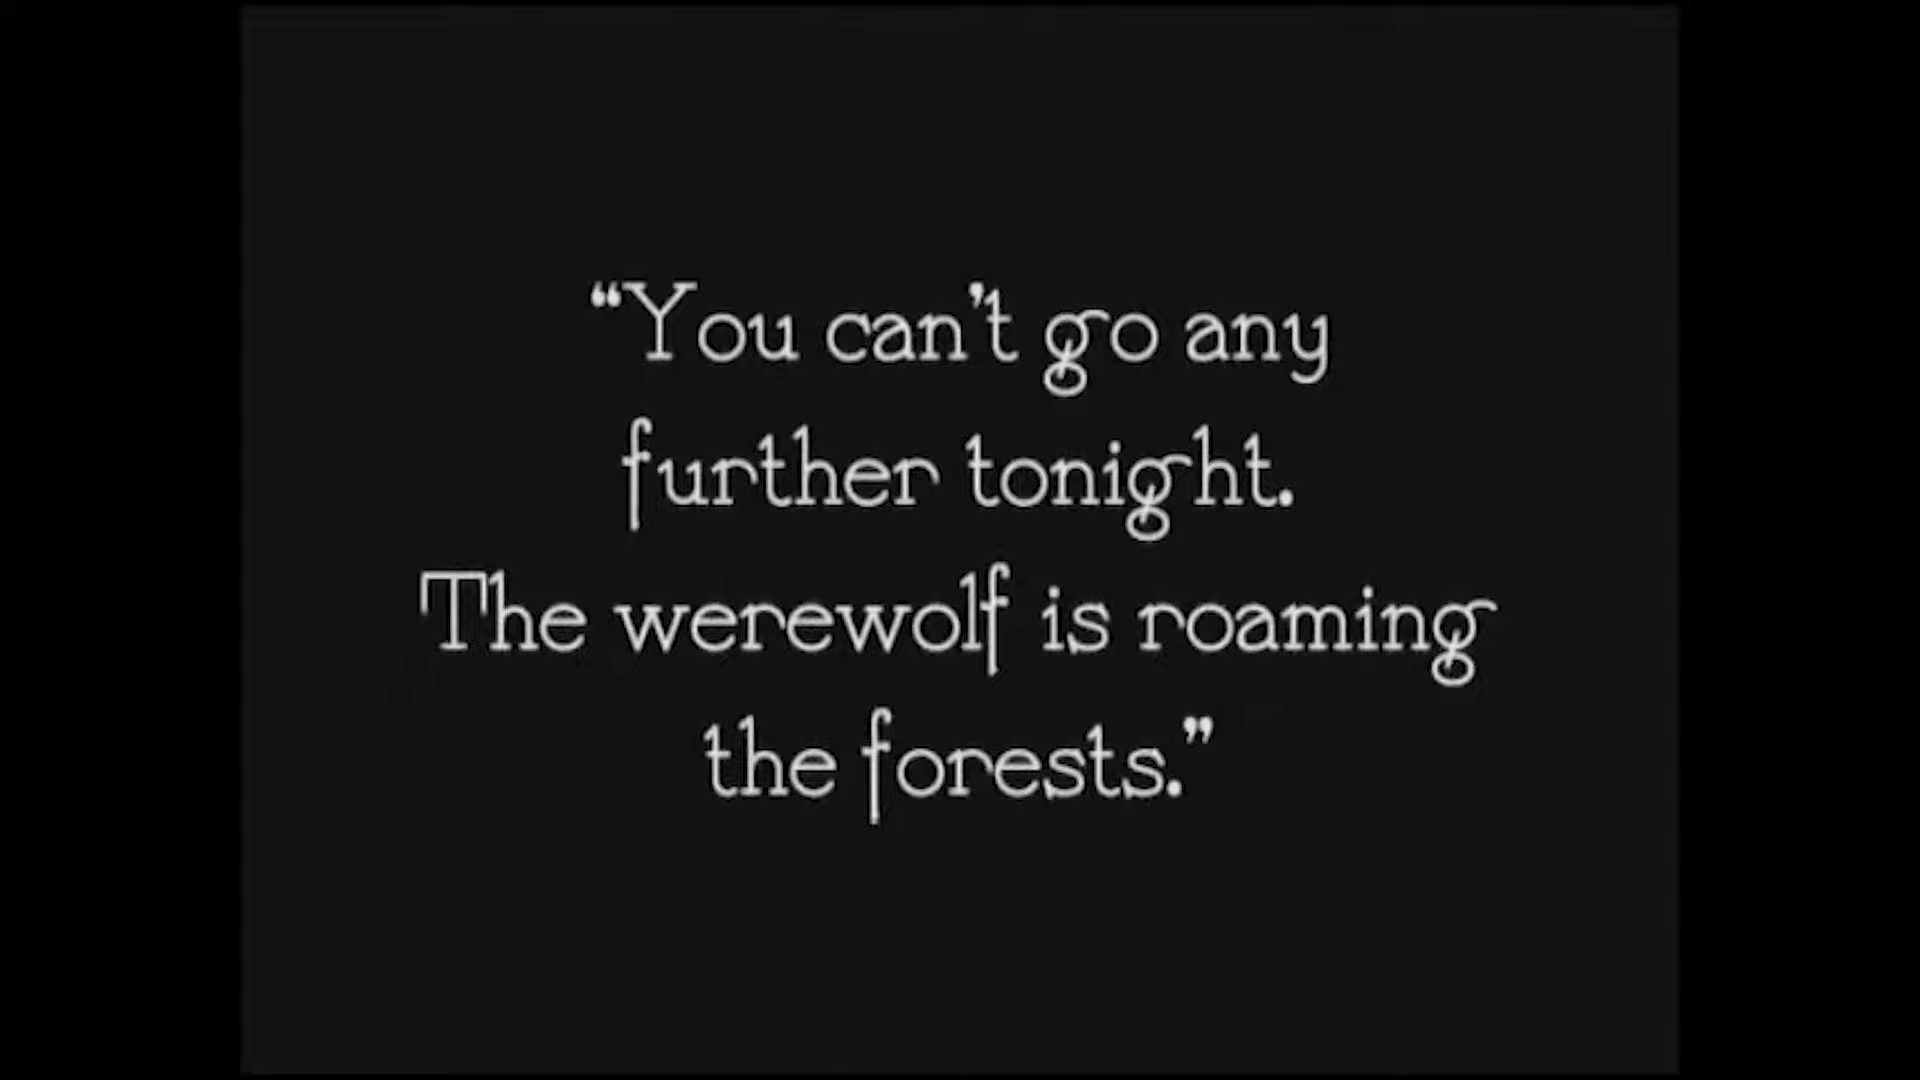 “You can’t go any
further tonight.
The werewolf is roaming
the forests.”